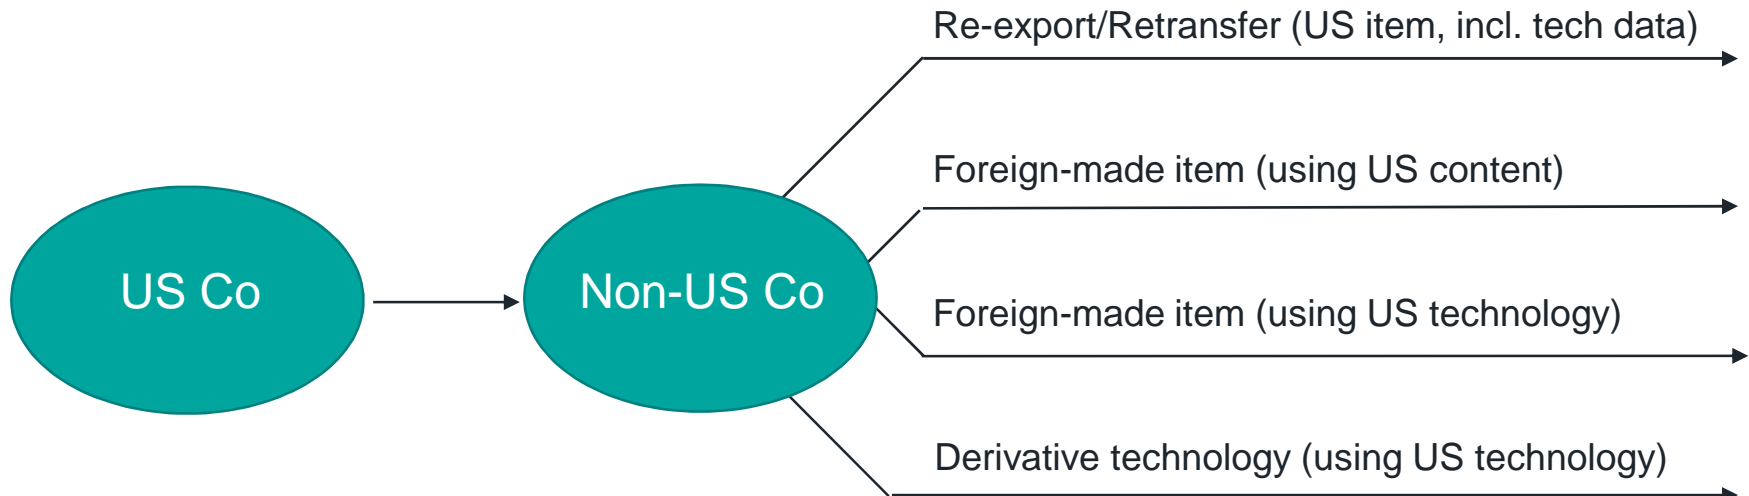 Re-export/Retransfer (US item, incl. tech data)
Foreign-made item (using US content)
US Co
Non-US Co
Foreign-made item (using US technology)
Derivative technology (using US technology)